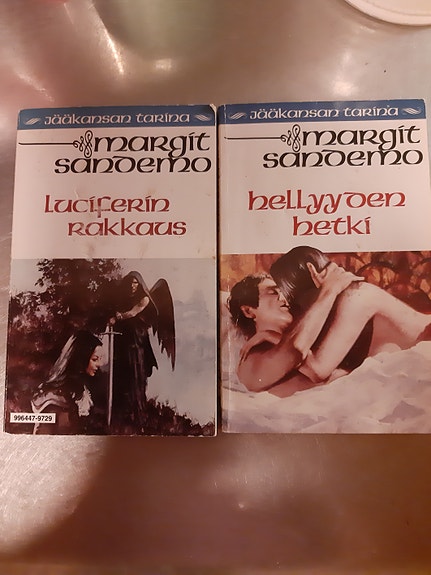 Jääkansan tarina
margit
sandemo
Luciferin
rakkaus
996447-9729
Jääkansan tarina
margit
sandemo
hellyyden
hetki